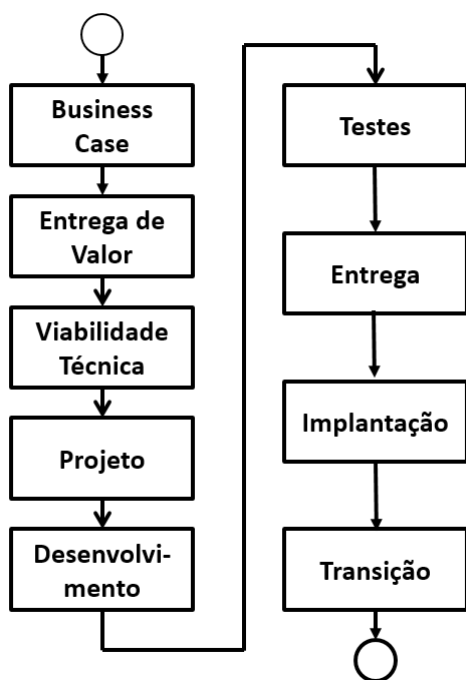 Business
Case
Entrega de
Valor
Viabilidade
Técnica
Projeto
Desenvolvi-
mento
Testes
Entrega
Implantação
Transição